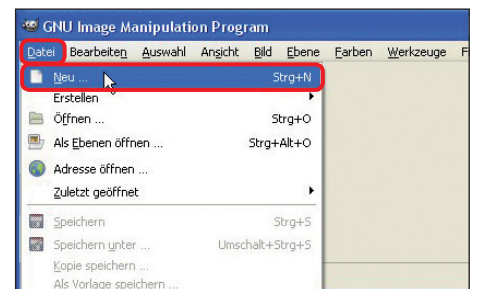 GNU Image Manipulation Program
Datei Bearbeiten Auswahl Ansicht Bild Ebene Farben Werkzeuge
Neu ... Strg+N
Erstellen
Öffnen ... Strg+O
Als Ebenen öffnen ... Strg+Alt+O
Adresse öffnen ...
Zuletzt geöffnet
Speichern Strg+S
Speichern unter ... Umschalt+Strg+S
Kopie speichern ...
Als Vorlage speichern ...